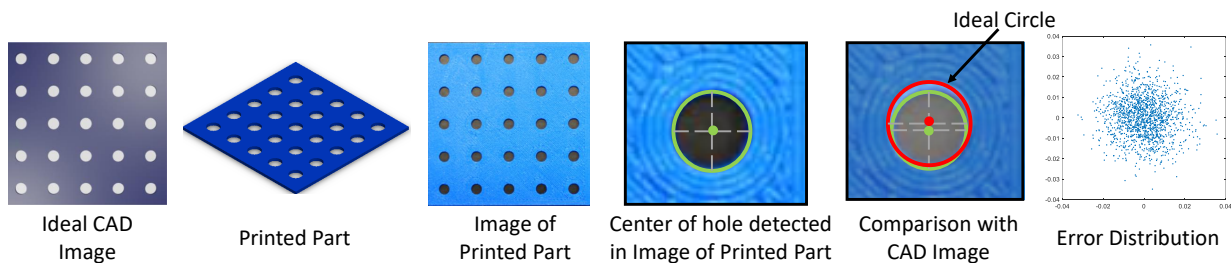 Ideal Circle
0.04
0.03
0.02
0.01
0
-0.01
-0.02
-0.03
-0.04
-0.04
-0.02
0
0.02
0.04
Ideal CAD
Image
Printed Part
Image of
Printed Part
Center of hole detected
in Image of Printed Part
Comparison with
CAD Image
Error Distribution